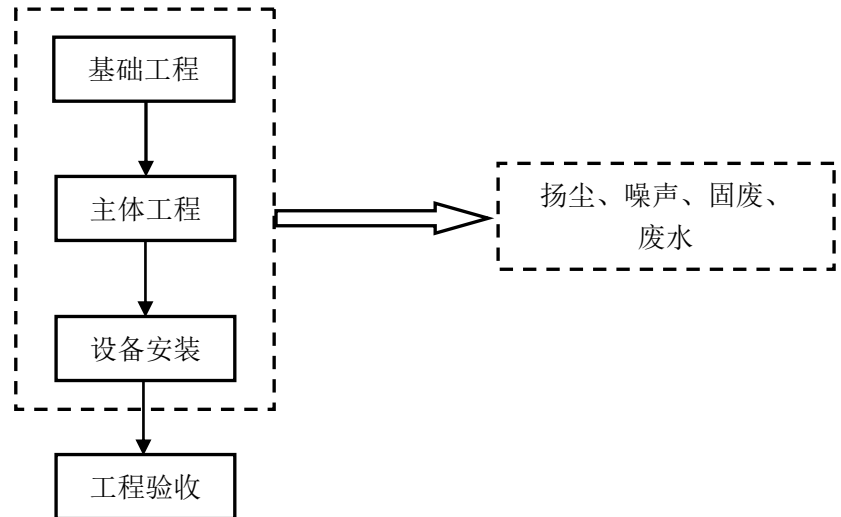 基础工程
主体工程
设备安装
工程验收
扬尘、噪声、固废、
废水